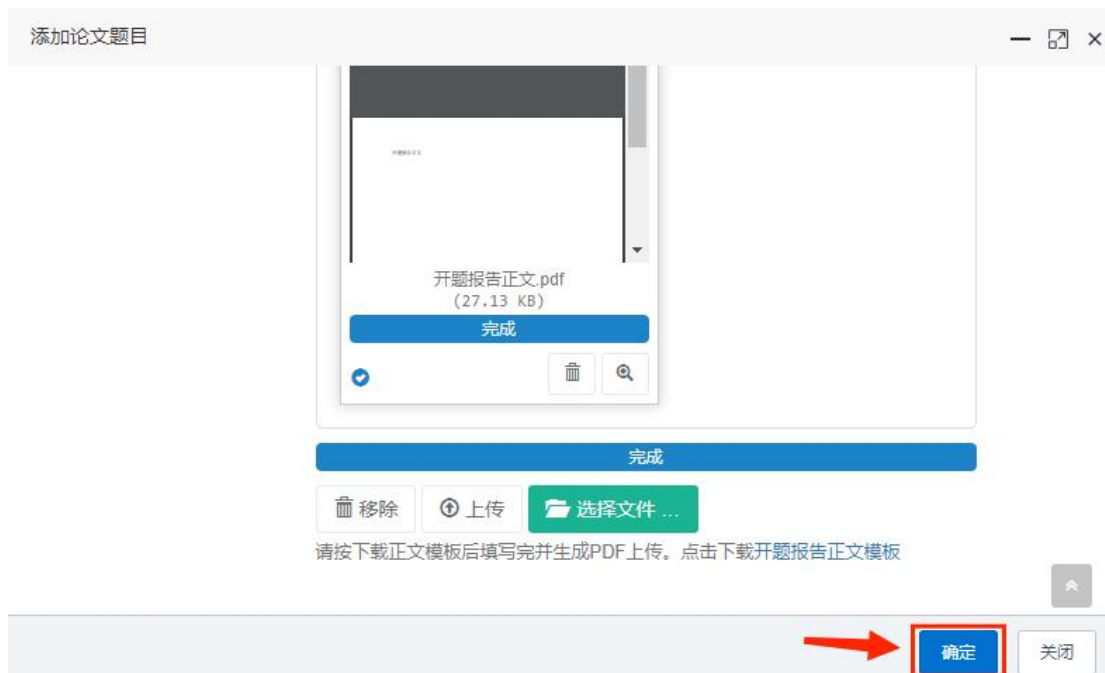 添加论文题目
开题报告正文.pdf
(27.13 KB)
完成
完成
移除 上传 选择文件 ...
请按下载正文模板后填写完并生成PDF上传。点击下载开题报告正文模板
确定 关闭